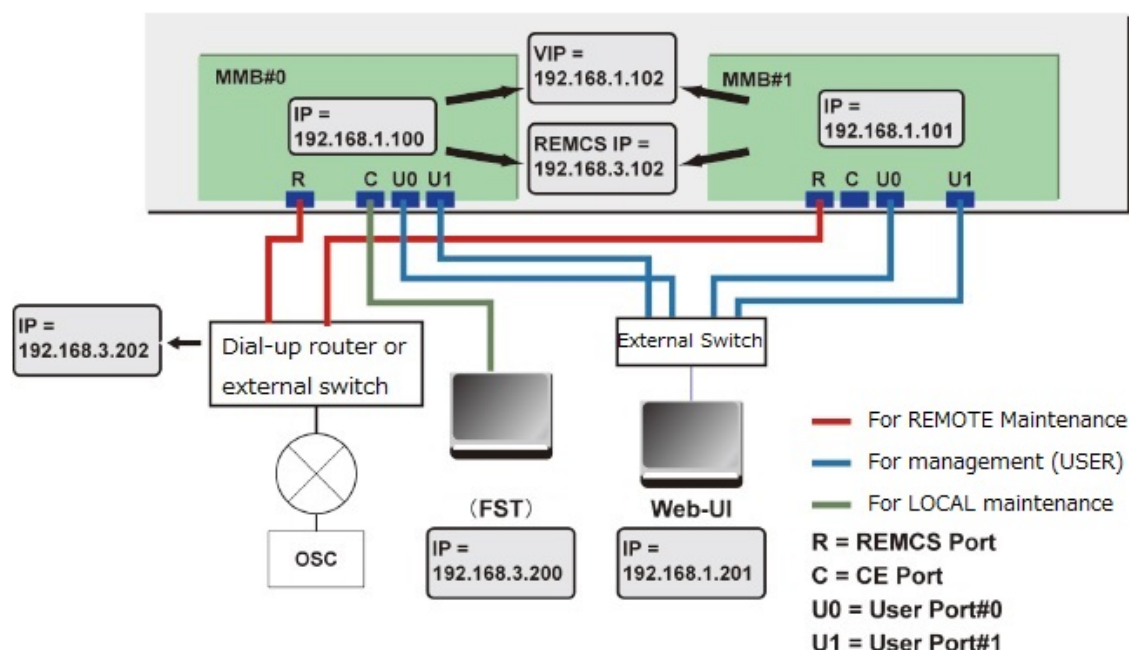 MMB#0
IP =
192.168.1.100
VIP =
192.168.1.102
REMCS IP =
192.168.3.102
MMB#1
IP =
192.168.1.101
R
C
U0
U1
R
C
U0
U1
IP =
192.168.3.202
Dial-up router or
external switch
External Switch
OSC
(FST)
IP =
192.168.3.200
Web-UI
IP =
192.168.1.201
For REMOTE Maintenance
For management (USER)
For LOCAL maintenance
R = REMCS Port
C = CE Port
U0 = User Port#0
U1 = User Port#1